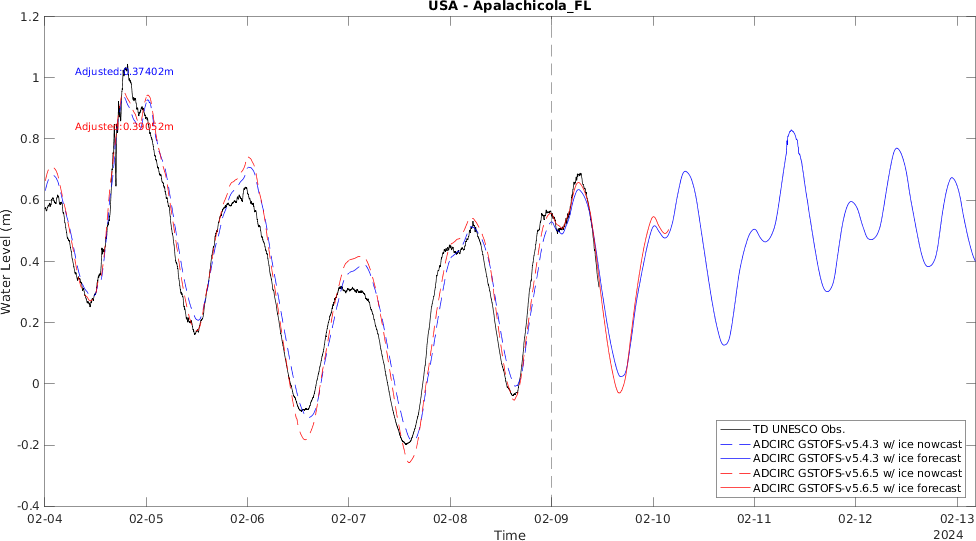 USA - Apalachicola_FL
1.2
1
0.8
0.6
0.4
0.2
0
-0.2
-0.4
Water Level (m)
Adjusted:0.37402m
Adjusted:0.39052m
TD UNESCO Obs.
ADCIRC GSTOFS-v5.4.3 w/ ice nowcast
ADCIRC GSTOFS-v5.4.3 w/ ice forecast
ADCIRC GSTOFS-v5.6.5 w/ ice nowcast
ADCIRC GSTOFS-v5.6.5 w/ ice forecast
02-04 02-05 02-06 02-07 02-08 02-09 02-10 02-11 02-12 02-13
Time
2024